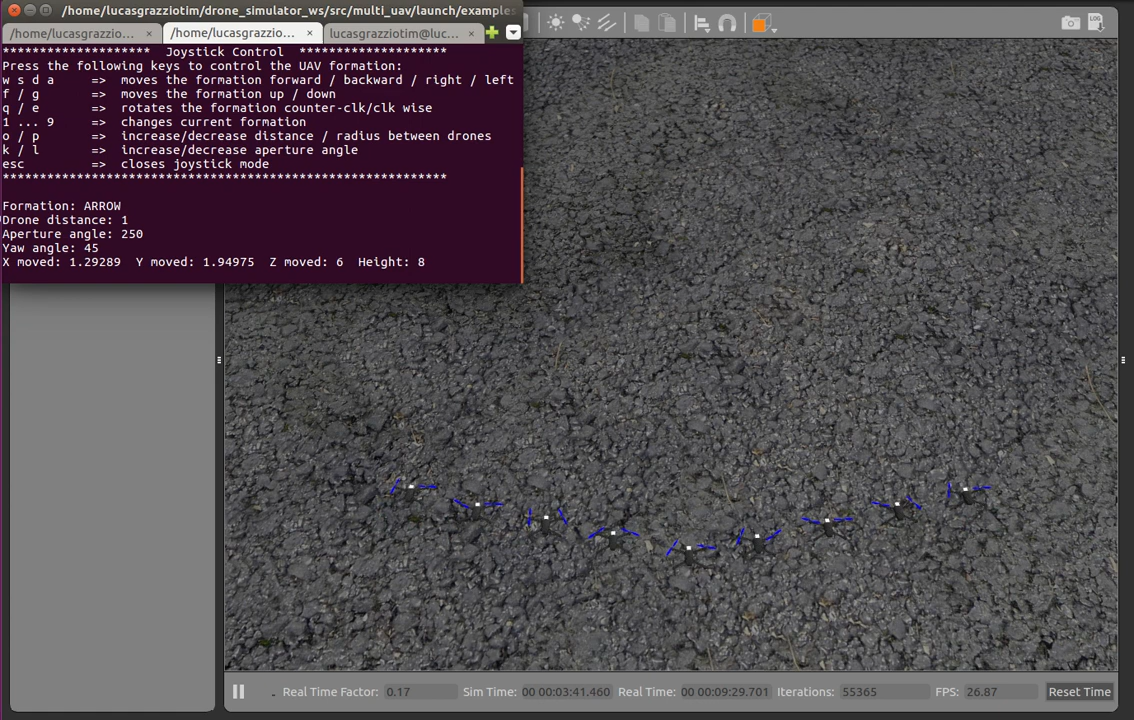 /home/lucasgrazziotim/drone_simulator_ws/src/multi_uav/launch/examples
/home/lucasgrazzio...
/home/lucasgrazzio...
lucasgrazziotim@luc...
LOG
******************** Joystick Control ********************
Press the following keys to control the UAV formation:
w s d a => moves the formation forward / backward / right / left
f / g => moves the formation up / down
q / e => rotates the formation counter-clk/clk wise
1 ... 9 => changes current formation
o / p => increase/decrease distance / radius between drones
k / l => increase/decrease aperture angle
esc => closes joystick mode
************************************************************
Formation: ARROW
Drone distance: 1
Aperture angle: 250
Yaw angle: 45
X moved: 1.29289 Y moved: 1.94975 Z moved: 6 Height: 8
Real Time Factor: 0.17 Sim Time: 00 00:03:41.460 Real Time: 00 00:09:29.701 Iterations: 55365 FPS: 26.87 Reset Time